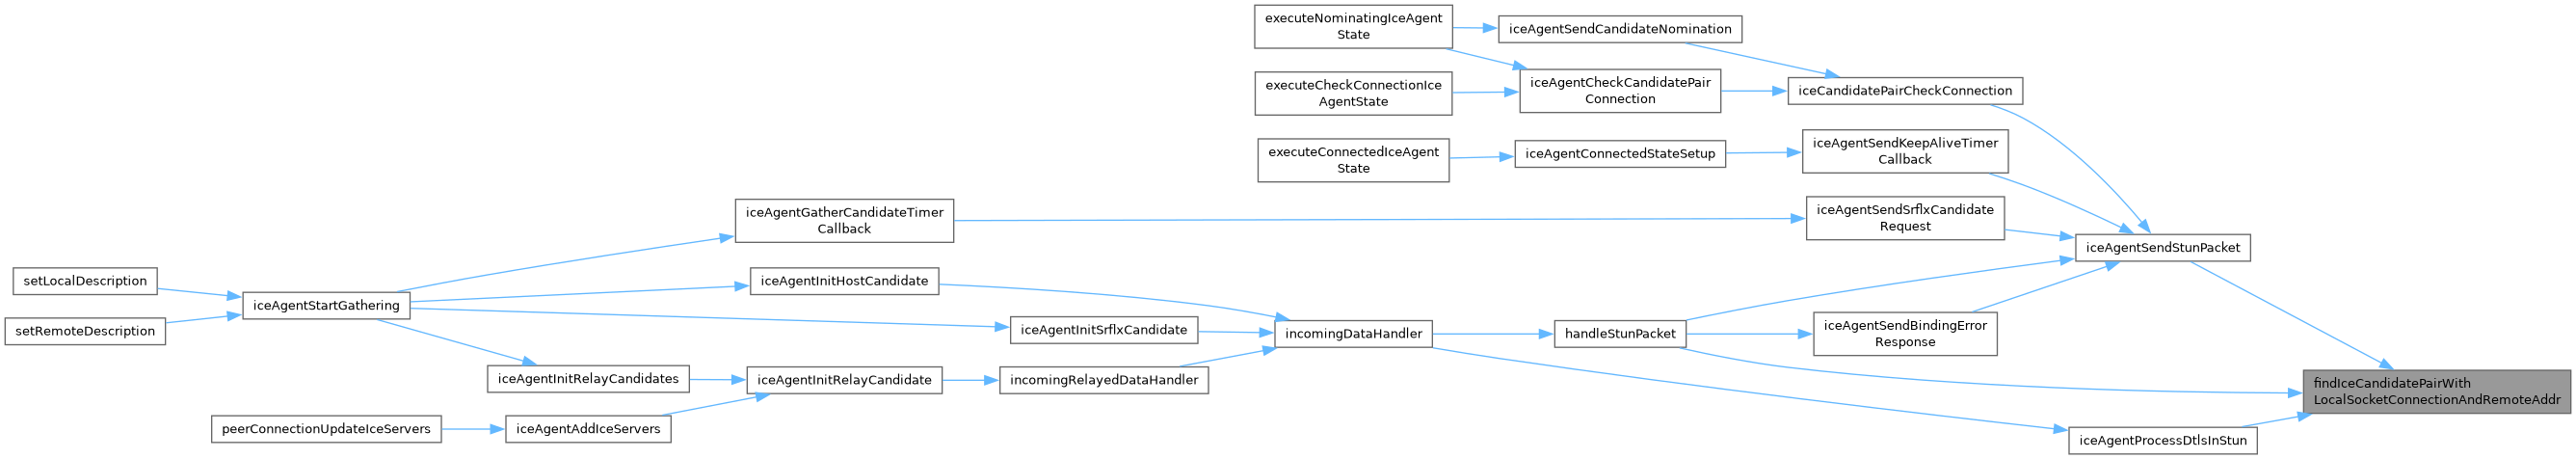 executeNominatingIceAgent
State
iceAgentSendCandidateNomination
executeCheckConnectionIce
AgentState
iceAgentCheckCandidatePair
Connection
iceCandidatePairCheckConnection
executeConnectedIceAgent
State
iceAgentConnectedStateSetup
iceAgentSendKeepAliveTimer
Callback
iceAgentGatherCandidateTimer
Callback
iceAgentSendSrflxCandidate
Request
iceAgentSendStunPacket
setLocalDescription
iceAgentStartGathering
setRemoteDescription
iceAgentInitHostCandidate
iceAgentInitSrflxCandidate
incomingDataHandler
handleStunPacket
iceAgentSendBindingError
Response
iceAgentInitRelayCandidates
iceAgentInitRelayCandidate
incomingRelayedDataHandler
findIceCandidatePairWith
LocalSocketConnectionAndRemoteAddr
peerConnectionUpdateIceServers
iceAgentAddIceServers
iceAgentProcessDtlsInStun